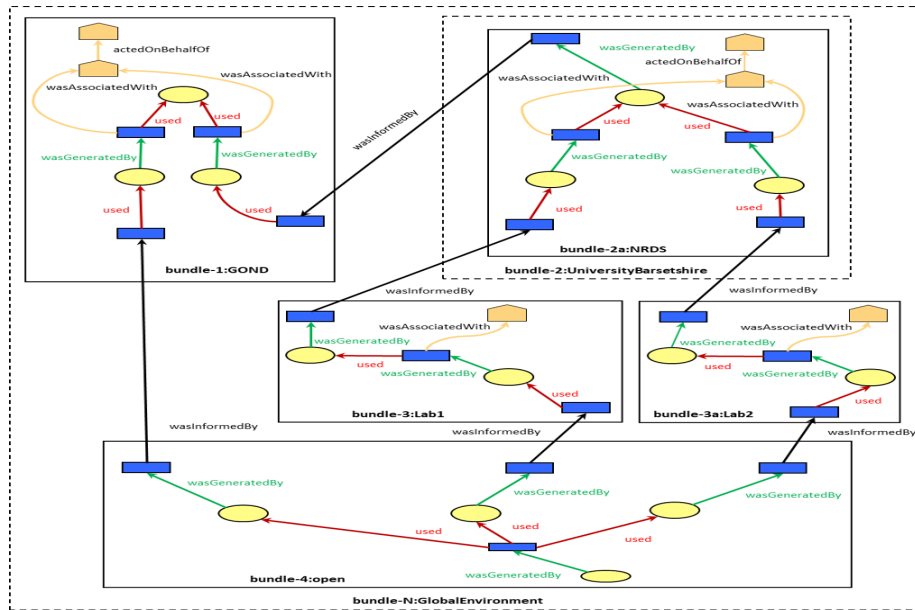 actedOnBehalfOf
wasAssociatedWith
wasAssociatedWith
used
used
wasGeneratedBy
wasGeneratedBy
used
used
bundle-1:GOND
wasInformedBy
wasGeneratedBy
actedOnBehalfOf
wasAssociatedWith
wasAssociatedWith
used
used
wasGeneratedBy
wasGeneratedBy
used
used
bundle-2a:NRDS
bundle-2:UniversityBarsetshire
wasInformedBy
wasInformedBy
wasAssociatedWith
wasGeneratedBy
used
wasGeneratedBy
used
bundle-3:Lab1
wasAssociatedWith
wasGeneratedBy
used
wasGeneratedBy
used
bundle-3a:Lab2
wasInformedBy
wasInformedBy
wasInformedBy
wasGeneratedBy
wasGeneratedBy
wasGeneratedBy
used
used
used
wasGeneratedBy
bundle-4:open
bundle-N:GlobalEnvironment